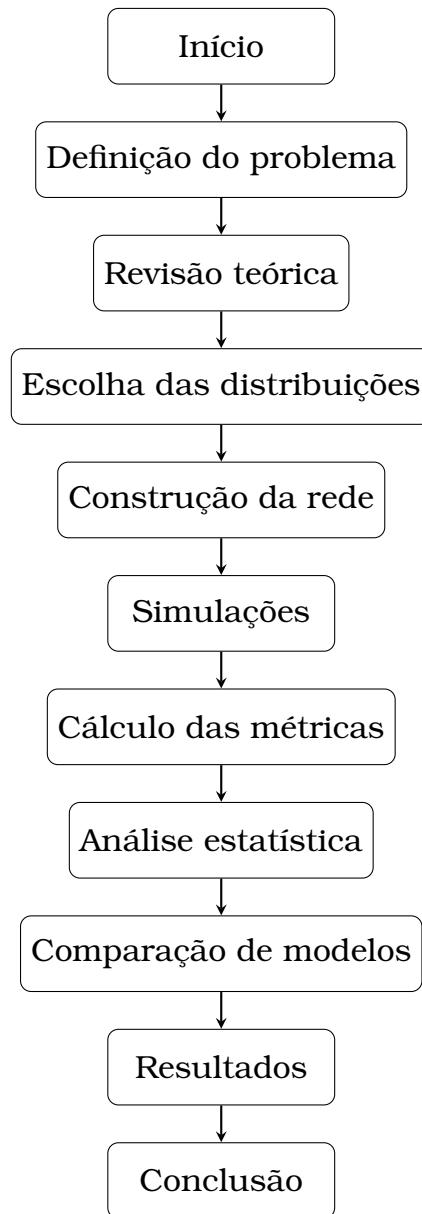 Início
Definição do problema
Revisão teórica
Escolha das distribuições
Construção da rede
Simulações
Cálculo das métricas
Análise estatística
Comparação de modelos
Resultados
Conclusão